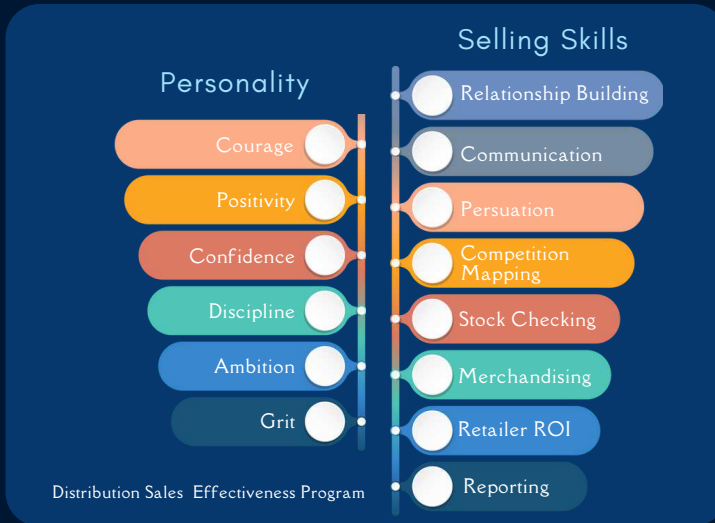 Personality
Courage
Positivity
Confidence
Discipline
Ambition
Grit
Distribution Sales Effectiveness Program
Selling Skills
Relationship Building
Communication
Persuation
Competition
Mapping
Stock Checking
Merchandising
Retailer ROI
Reporting